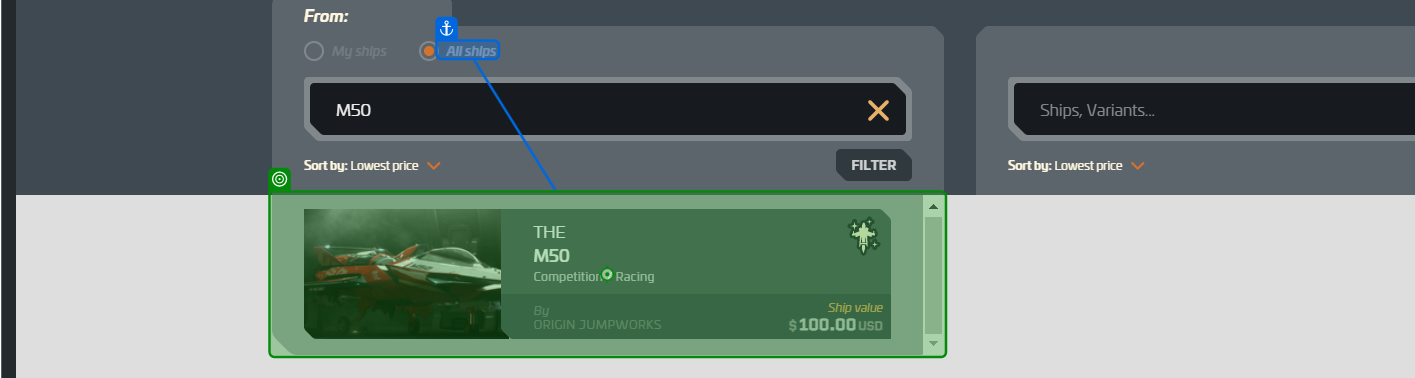 From:
My ships
All ships
M50
Ships, Variants...
Sort by: Lowest price
FILTER
Sort by: Lowest price
THE
M50
Competition Racing
By
ORIGIN JUMPWORKS
Ship value
$100.00 USD